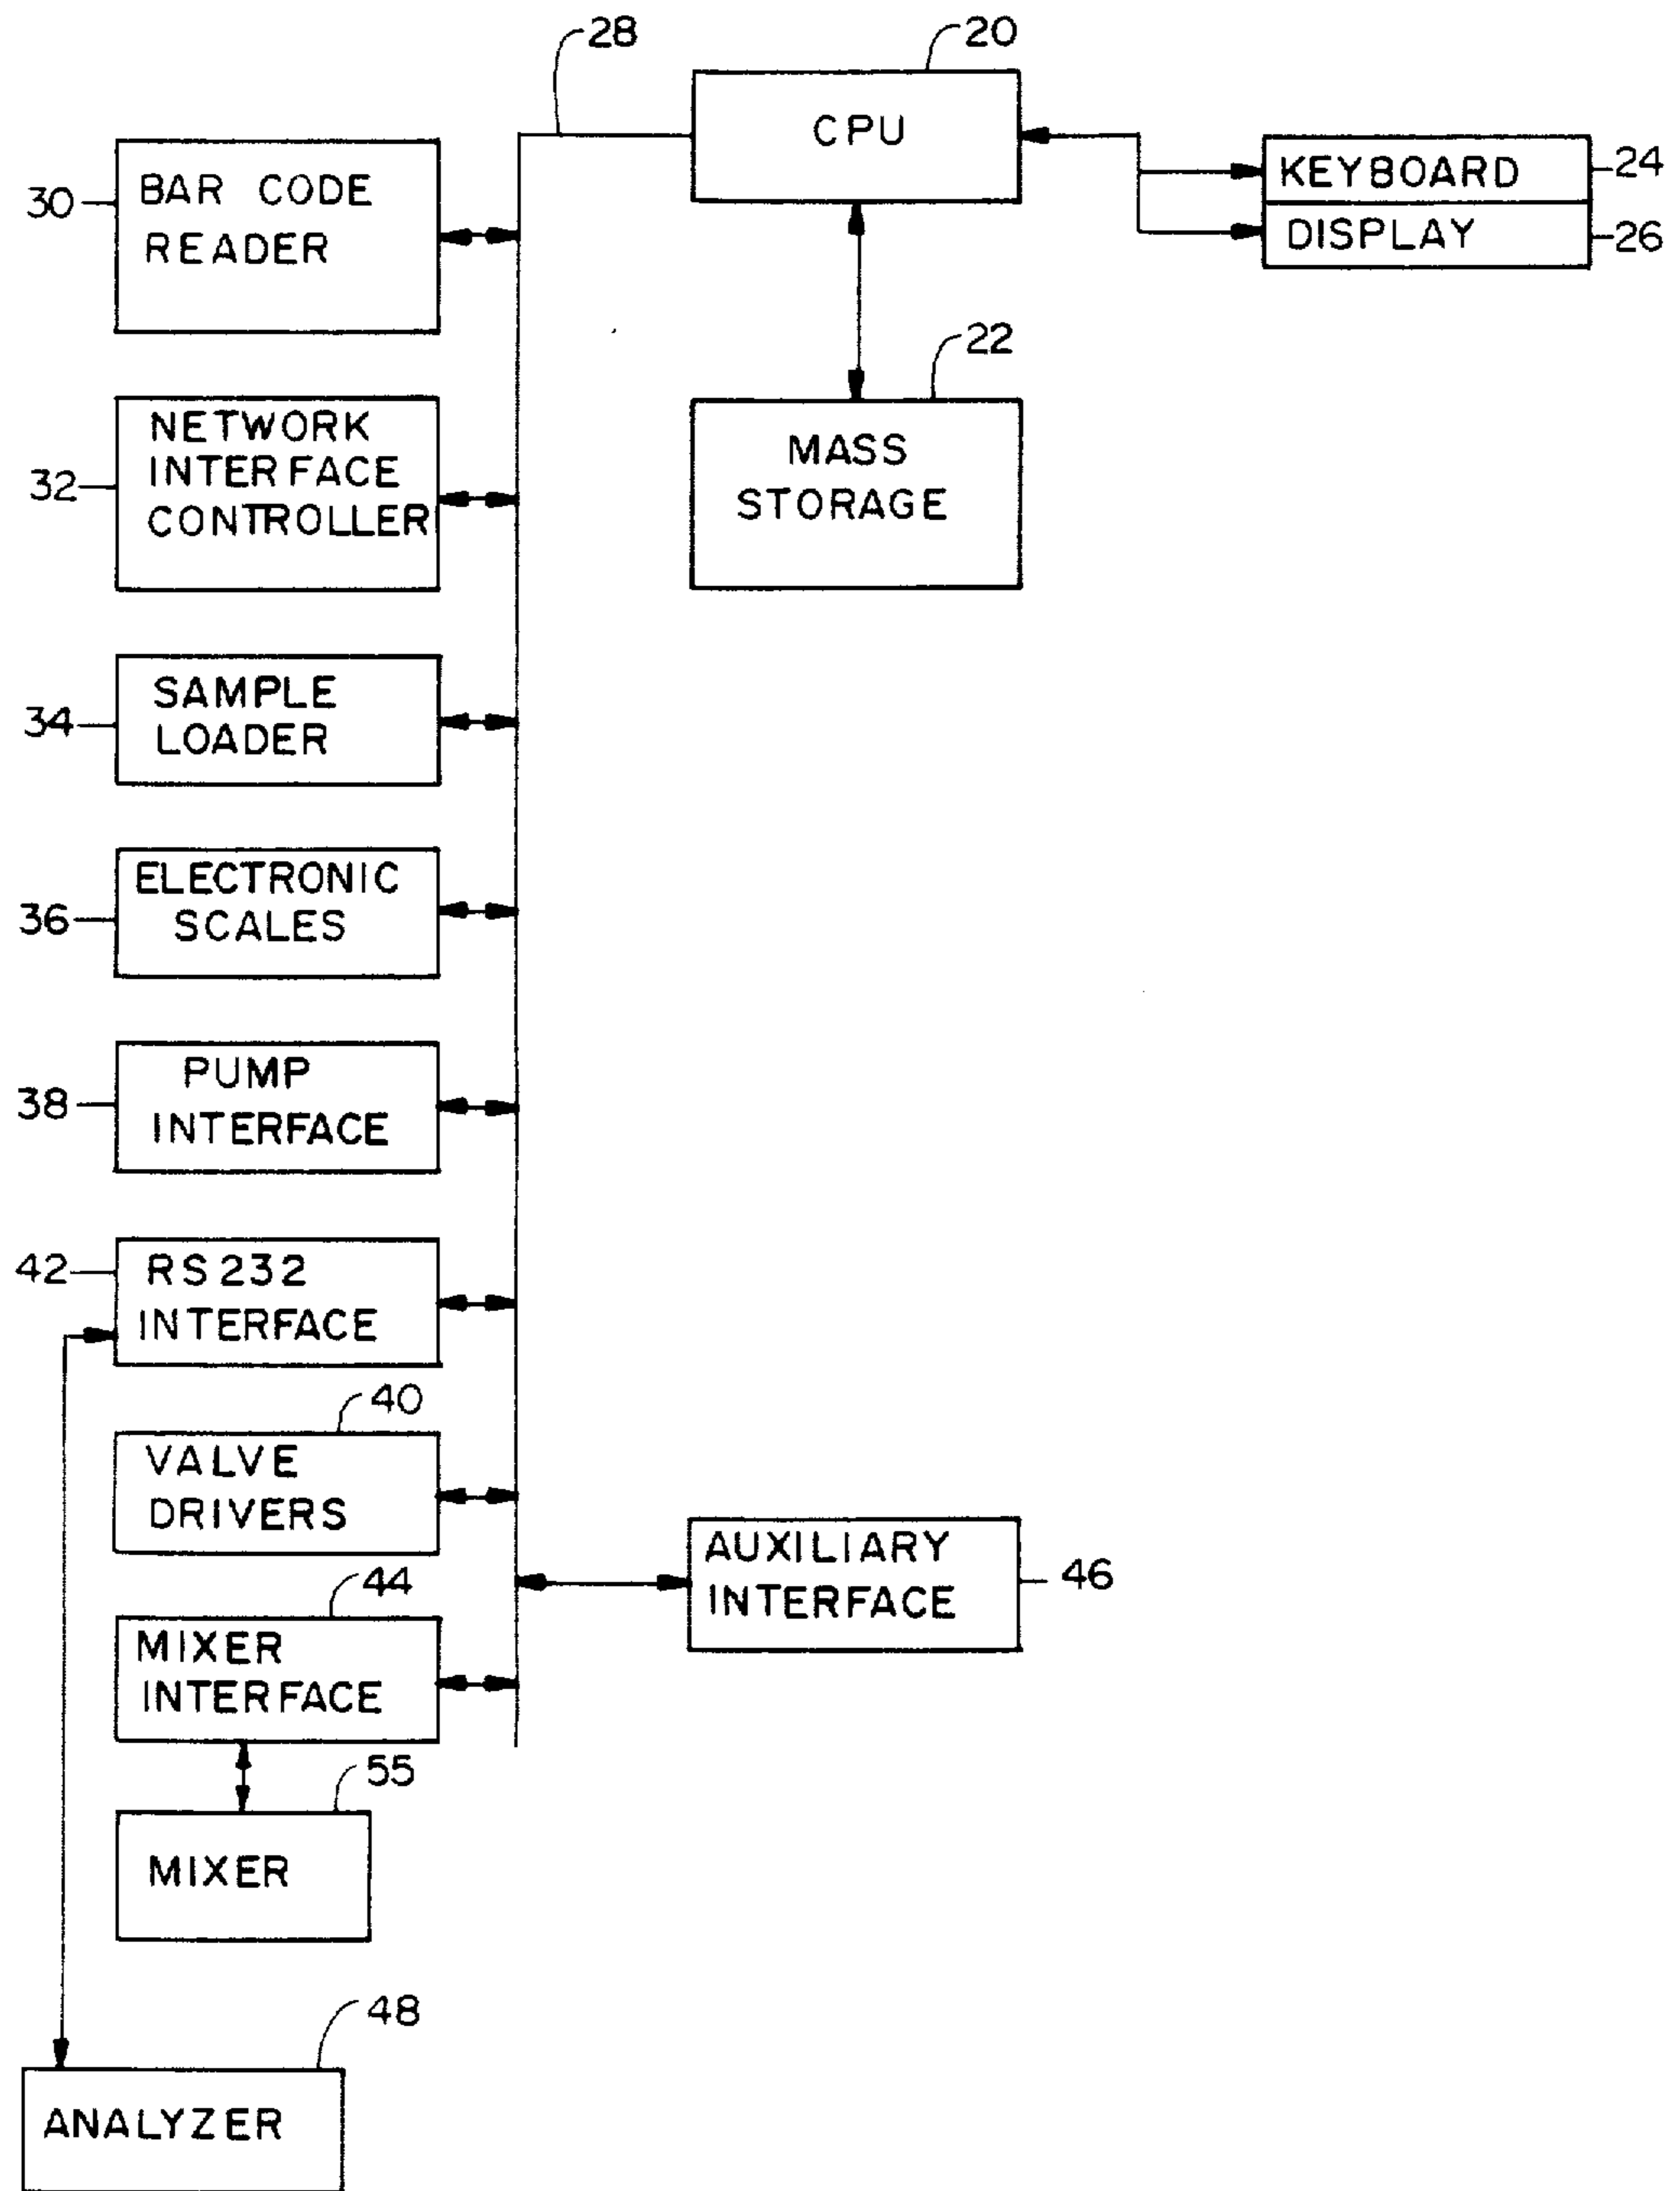 28
20
CPU
30
BAR CODE
READER
KEYBOARD
24
DISPLAY
26
22
MASS
STORAGE
32
NETWORK
INTERFACE
CONTROLLER
34
SAMPLE
LOADER
36
ELECTRONIC
SCALES
38
PUMP
INTERFACE
42
RS232
INTERFACE
40
VALVE
DRIVERS
AUXILIARY
INTERFACE
46
44
MIXER
INTERFACE
55
MIXER
48
ANALYZER